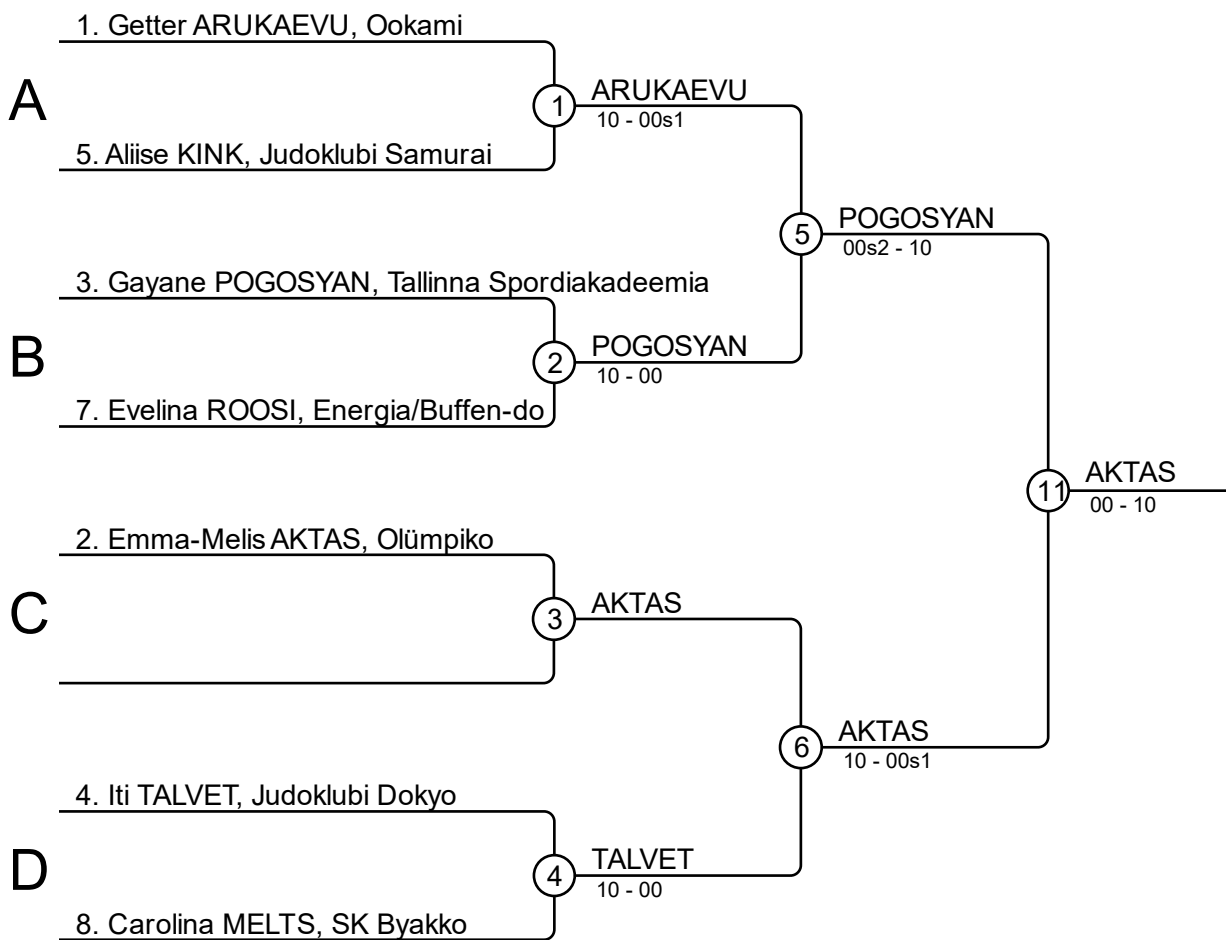 1. Getter ARUKAEVU, Ookami
A
1
ARUKAEVU
10 - 00s1
5. Aliise KINK, Judoklubi Samurai
5
POGOSYAN
00s2 - 10
3. Gayane POGOSYAN, Tallinna Spordiakadeemia
B
2
POGOSYAN
10 - 00
7. Evelina ROOSI, Energia/Buffen-do
11
AKTAS
00 - 10
2. Emma-Melis AKTAS, Olümpiko
C
3
AKTAS
6
AKTAS
10 - 00s1
4. Iti TALVET, Judoklubi Dokyo
D
4
TALVET
10 - 00
8. Carolina MELTS, SK Byakko